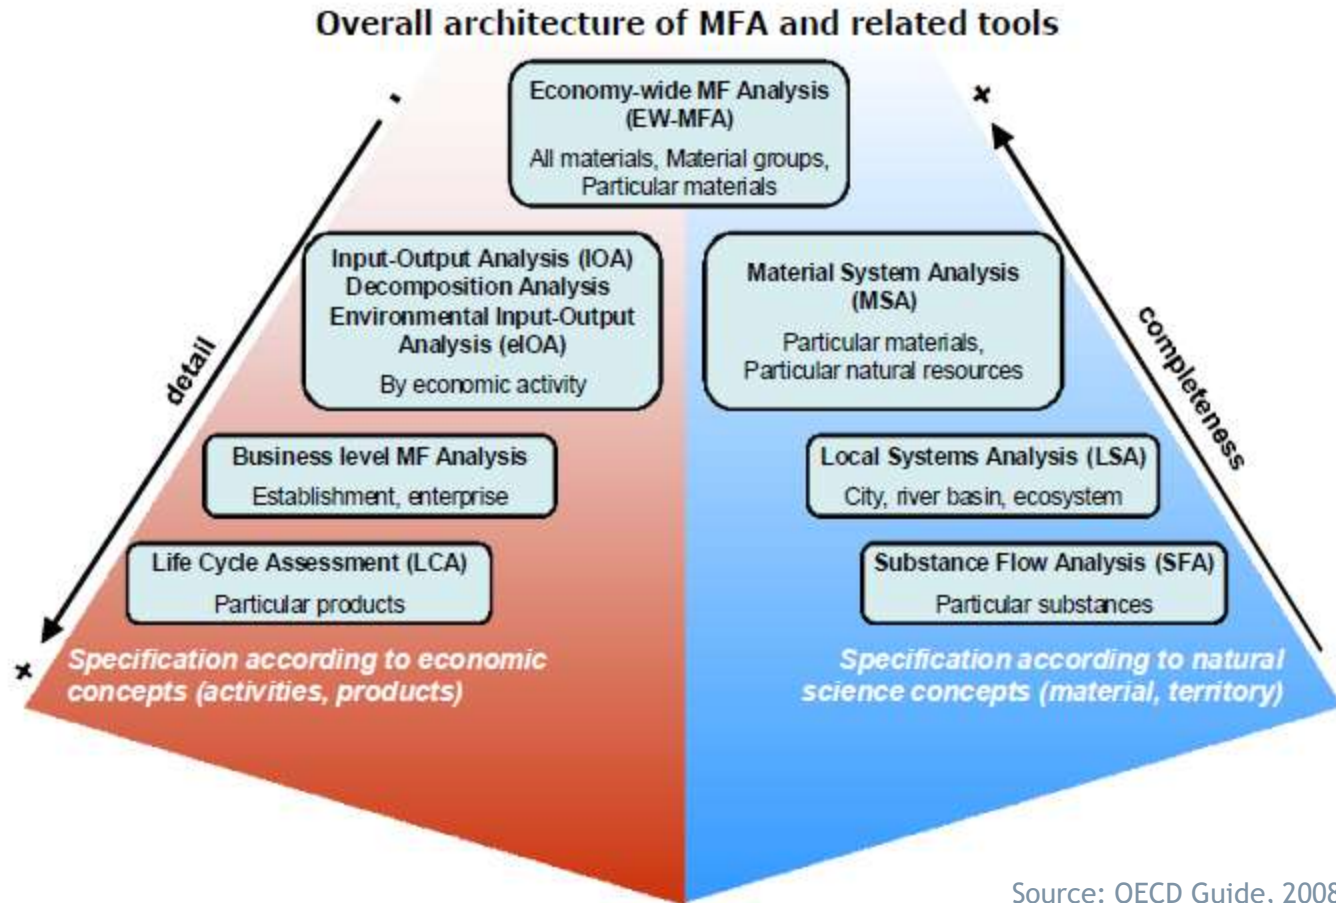 Overall architecture of MFA and related tools
-
+
Economy-wide MF Analysis
(EW-MFA)
All materials, Material groups,
Particular materials
Input-Output Analysis (IOA)
Decomposition Analysis
Environmental Input-Output
Analysis (eIOA)
By economic activity
Material System Analysis
(MSA)
Particular materials,
Particular natural resources
detail
completeness
Business level MF Analysis
Establishment, enterprise
Local Systems Analysis (LSA)
City, river basin, ecosystem
Life Cycle Assessment (LCA)
Particular products
Substance Flow Analysis (SFA)
Particular substances
+
Specification according to economic
concepts (activities, products)
Specification according to natural
science concepts (material, territory)
Source: OECD Guide, 2008